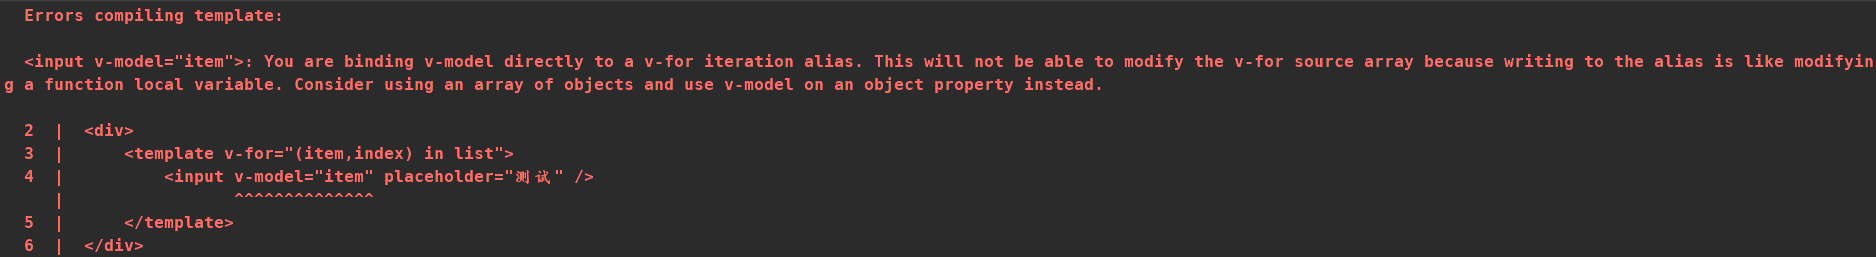 Errors compiling template:
<input v-model="item">: You are binding v-model directly to a v-for iteration alias. This will not be able to modify the v-for source array because writing to the alias is like modifyin
g a function local variable. Consider using an array of objects and use v-model on an object property instead.
2  |  <div>
3  |      <template v-for="(item,index) in list">
4  |          <input v-model="item" placeholder="测试" />
   |                 ^^^^^^^^^^^^^^
5  |      </template>
6  |  </div>